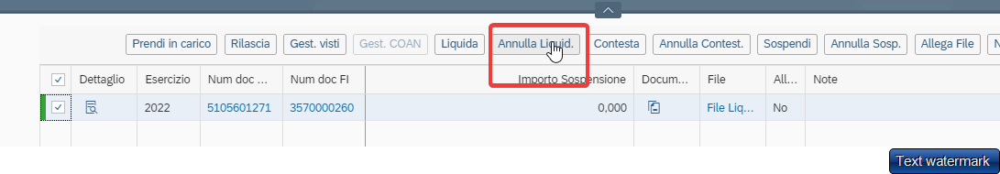 Prendi in carico Rilascia Gest. visti Gest. COAN Liquida Annulla Liquid. Contesta Annulla Contest. Sospendi Annulla Sosp. Allega File N
Dettaglio Esercizio Num doc ... Num doc FI Importo Sospensione Docum... File All... Note
2022 5105601271 3570000260 0,000 File Liq... No
Text watermark